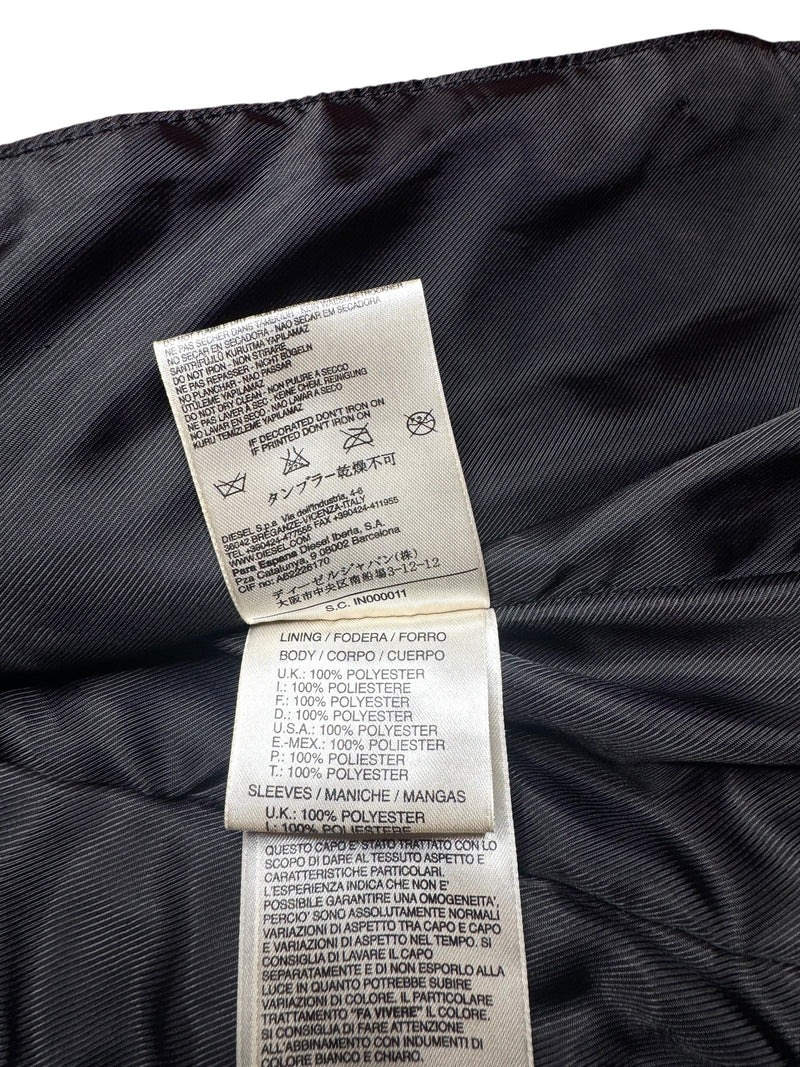 NE PAS SECHER DANS TAMBOUR - KEIN WAESCHETROCKNER
NO SECAR EN SECADORA - NAO SECAR EM SECADORA
SANTRIFUJLU KURUTMA YAPILAMAZ
DO NOT IRON - NON STIRARE
NE PAS REPASSER - NICHT BÜGELN
NO PLANCHAR - NAO PASSAR
UTULEME YAPILAMAZ
DO NOT DRY CLEAN - NON PULIRE A SECCO
NE PAS LAVER À SEC - KEINE CHEM. REINIGUNG
NO LAVAR EN SECO - NAO LAVAR A SECO
KURU TEMIZLEME YAPILAMAZ
IF DECORATED DON'T IRON ON
IF PRINTED DON'T IRON ON
タンブラー乾燥不可
DIESEL S.p.a Via dell'Industria, 4-6
36042 BREGANZE-VICENZA-ITALY
TEL +390424-477555 FAX +390424-411955
WWW.DIESEL.COM
Para Espana Diesel Iberia, S.A.
Pza Catalunya, 9 08002 Barcelona
CIF no:
ディーゼルジャパン(株)
大阪市中央区南船場3-12-12
S.C. IN000011
LINING / FODERA / FORRO
BODY / CORPO / CUERPO
U.K.: 100% POLYESTER
I.: 100% POLIESTERE
F.: 100% POLYESTER
D.: 100% POLYESTER
U.S.A.: 100% POLYESTER
E.-MEX.: 100% POLIESTER
P.: 100% POLIESTER
T.: 100% POLYESTER
SLEEVES / MANICHE / MANGAS
U.K.: 100% POLYESTER
I.: 100% POLIESTERE
QUESTO CAPO E' STATO TRATTATO CON LO
SCOPO DI DARE AL TESSUTO ASPETTO E
CARATTERISTICHE PARTICOLARI.
L'ESPERIENZA INDICA CHE NON E'
POSSIBILE GARANTIRE UNA OMOGENEITA',
PERCIO' SONO ASSOLUTAMENTE NORMALI
VARIAZIONI DI ASPETTO TRA CAPO E CAPO
E VARIAZIONI DI ASPETTO NEL TEMPO. SI
CONSIGLIA DI LAVARE IL CAPO
SEPARATAMENTE E DI NON ESPORLO ALLA
LUCE IN QUANTO POTREBBE SUBIRE
VARIAZIONI DI COLORE. IL PARTICOLARE
TRATTAMENTO "FA VIVERE" IL COLORE.
SI CONSIGLIA DI FARE ATTENZIONE
ALL'ABBINAMENTO CON INDUMENTI DI
COLORE BIANCO E CHIARO.